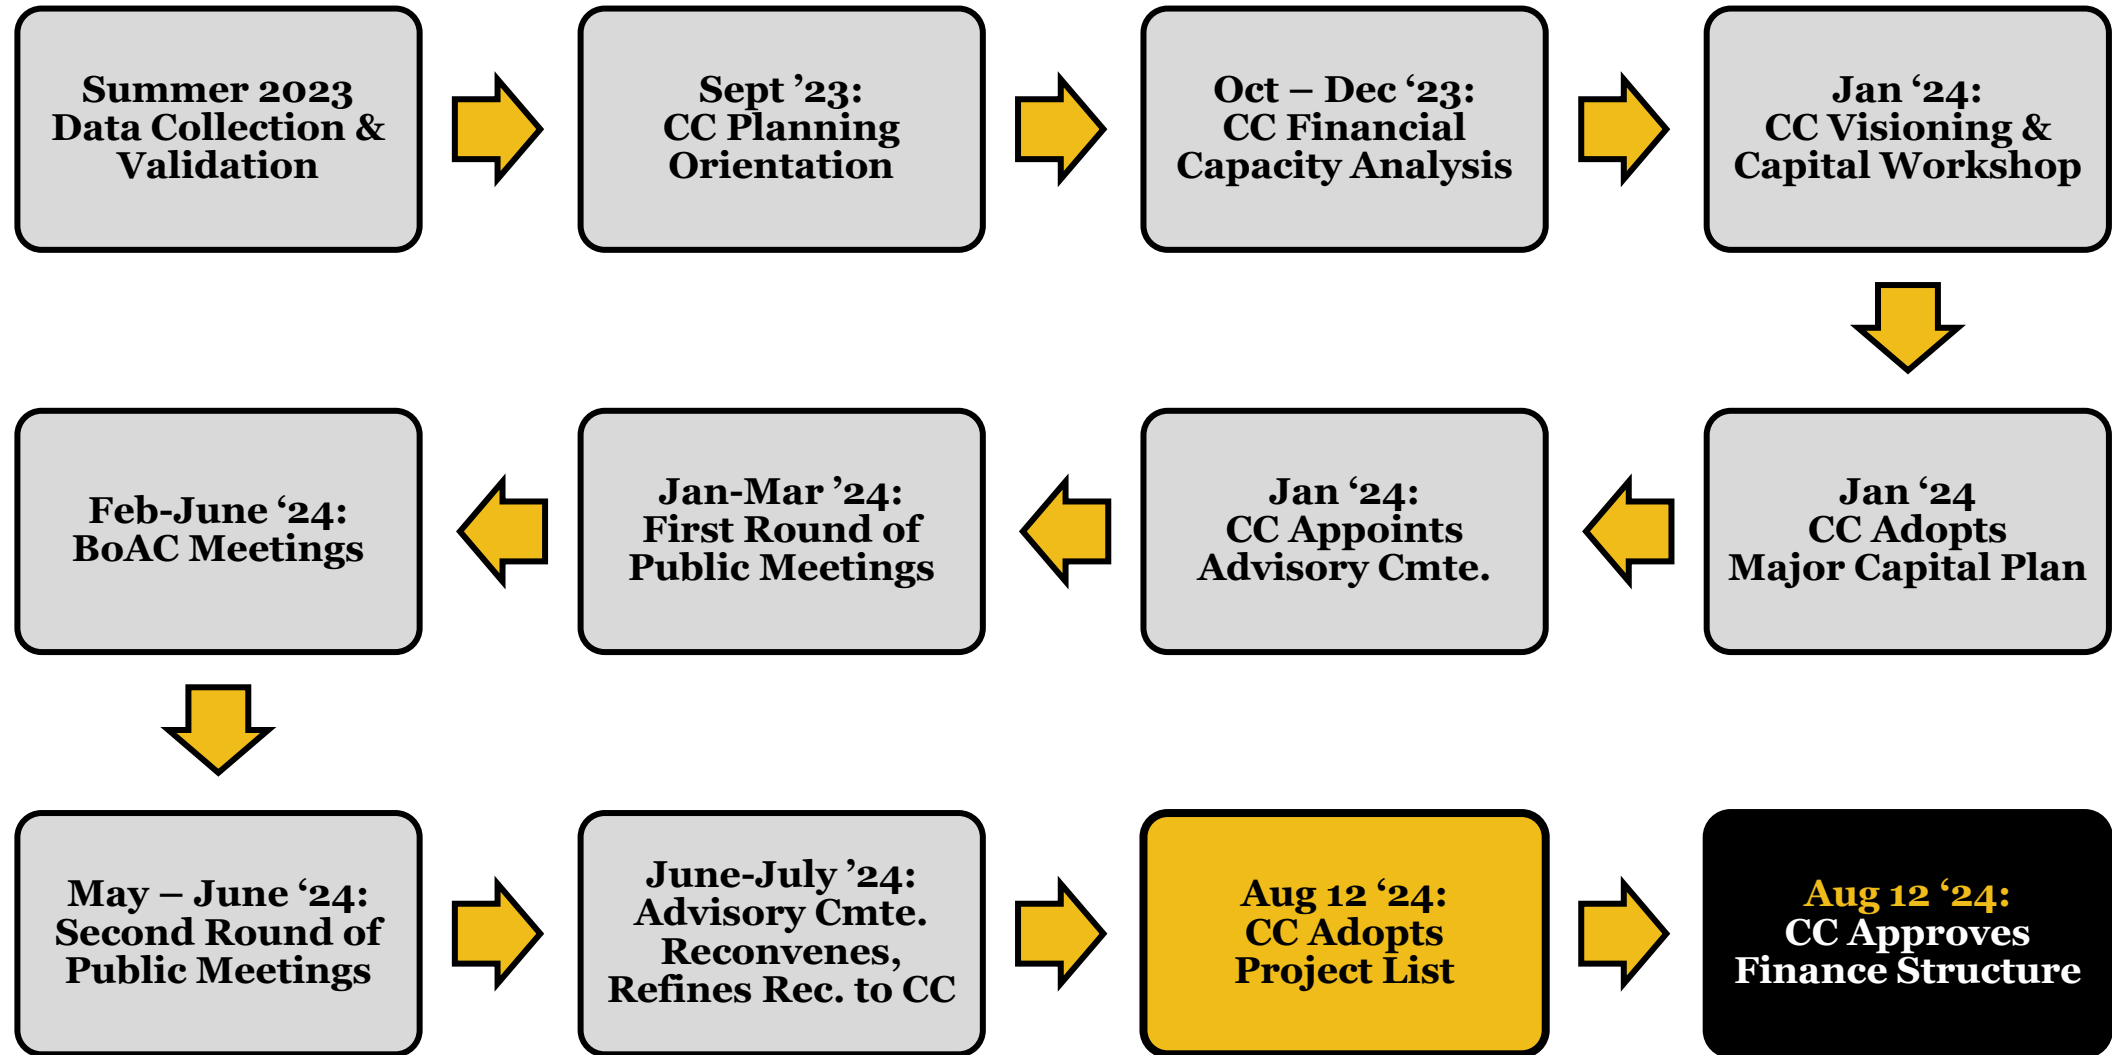 Summer 2023
Data Collection &
Validation
Sept ’23:
CC Planning
Orientation
Oct – Dec ‘23:
CC Financial
Capacity Analysis
Jan ‘24:
CC Visioning &
Capital Workshop
Jan ‘24
CC Adopts
Major Capital Plan
Jan ‘24:
CC Appoints
Advisory Cmte.
Jan-Mar ’24:
First Round of
Public Meetings
Feb-June ‘24:
BoAC Meetings
May – June ‘24:
Second Round of
Public Meetings
June-July ’24:
Advisory Cmte.
Reconvenes,
Refines Rec. to CC
Aug 12 ‘24:
CC Adopts
Project List
Aug 12 ‘24:
CC Approves
Finance Structure